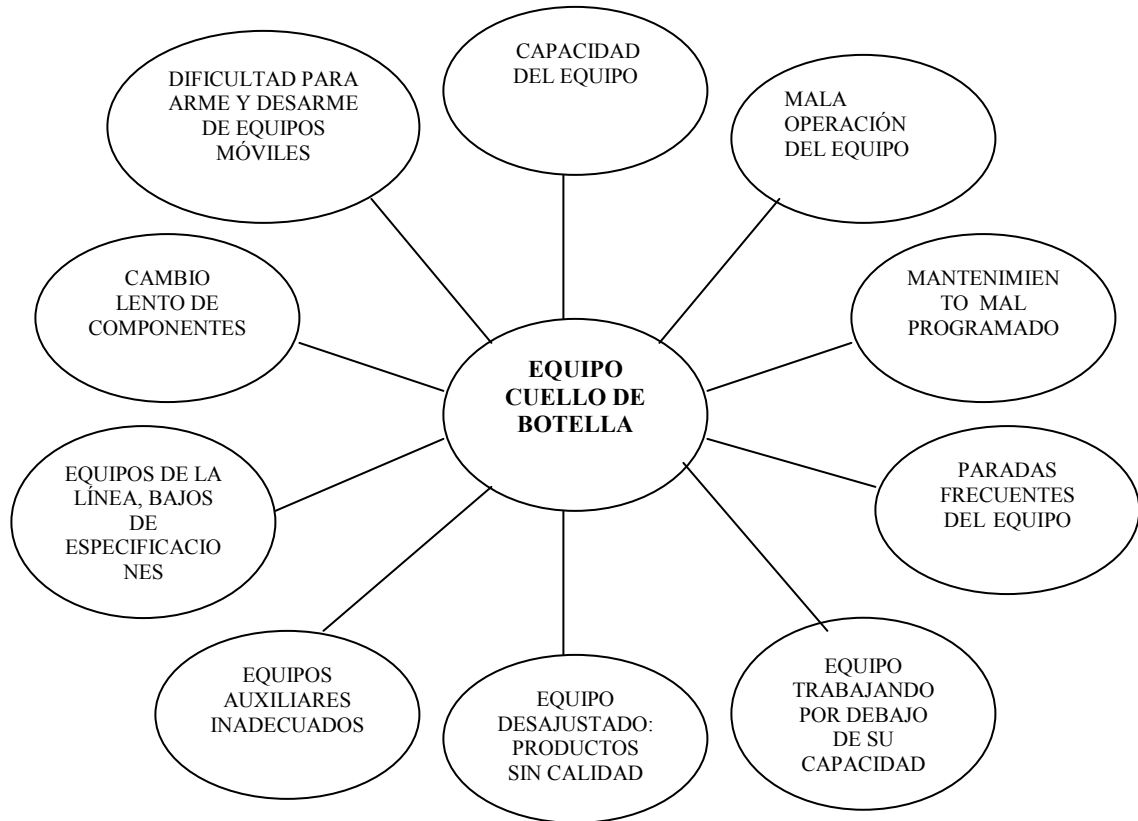 CAPACIDAD
DEL EQUIPO
DIFICULTAD PARA
ARME Y DESARME
DE EQUIPOS
MÓVILES
MALA
OPERACIÓN
DEL EQUIPO
CAMBIO
LENTO DE
COMPONENTES
MANTENIMIEN
TO MAL
PROGRAMADO
EQUIPO
CUELLO DE
BOTELLA
EQUIPOS DE LA
LÍNEA, BAJOS
DE
ESPECIFICACIO
NES
PARADAS
FRECUENTES
DEL EQUIPO
EQUIPOS
AUXILIARES
INADECUADOS
EQUIPO
DESAJUSTADO:
PRODUCTOS
SIN CALIDAD
EQUIPO
TRABAJANDO
POR DEBAJO
DE SU
CAPACIDAD